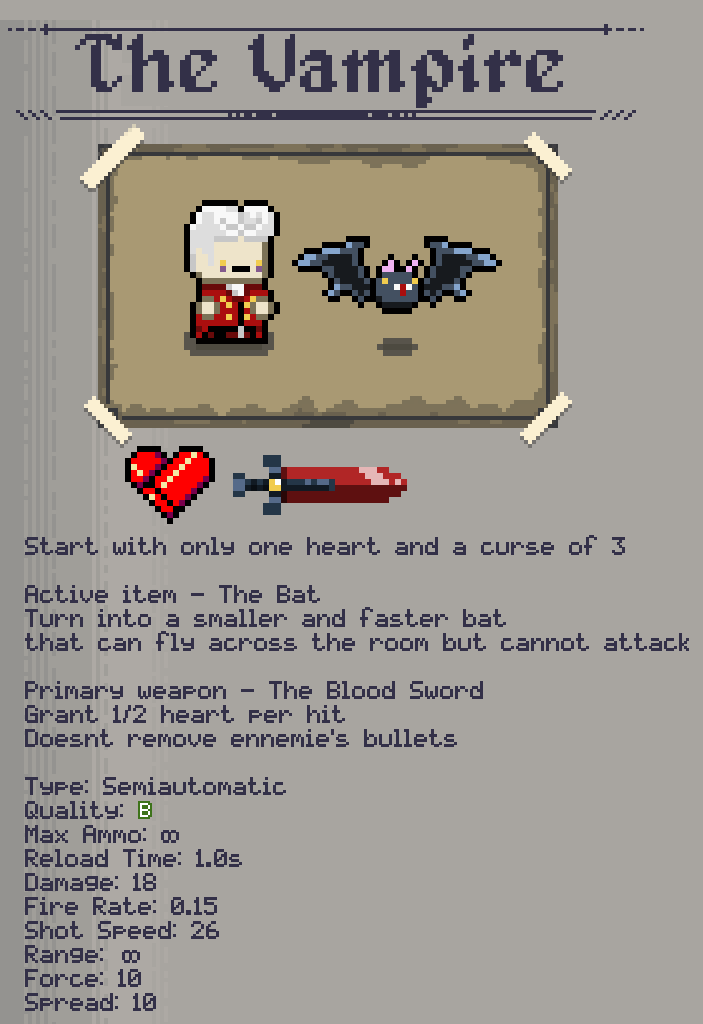 The Vampire
Start with only one heart and a curse of 3
Active item - The Bat
Turn into a smaller and faster bat
that can fly across the room but cannot attack
Primary weapon - The Blood Sword
Grant 1/2 heart per hit
Doesnt remove ennemie's bullets
Type: Semiautomatic
Quality: B
Max Ammo: ∞
Reload Time: 1.0s
Damage: 18
Fire Rate: 0.15
Shot Speed: 26
Range: ∞
Force: 10
Spread: 10